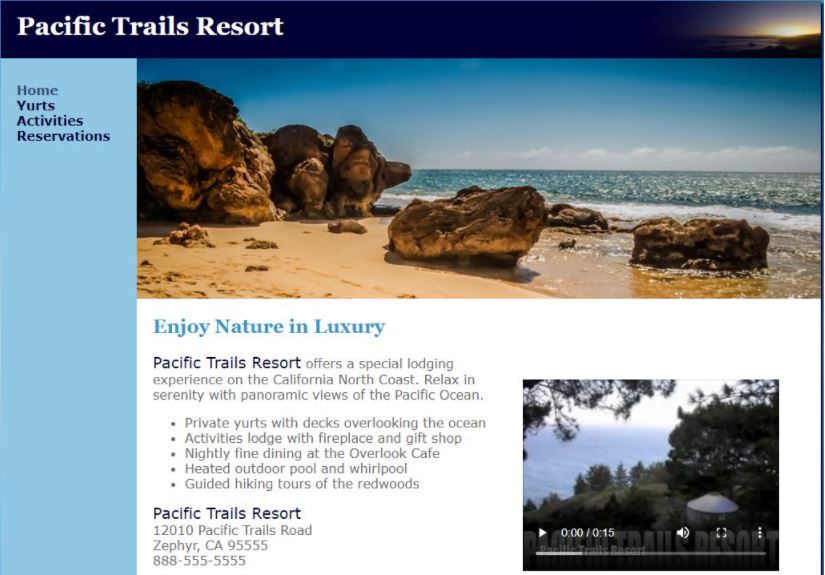 Pacific Trails Resort
Home
Yurts
Activities
Reservations
Enjoy Nature in Luxury
Pacific Trails Resort offers a special lodging
experience on the California North Coast. Relax in
serenity with panoramic views of the Pacific Ocean.
Private yurts with decks overlooking the ocean
Activities lodge with fireplace and gift shop
Nightly fine dining at the Overlook Cafe
Heated outdoor pool and whirlpool
Guided hiking tours of the redwoods
Pacific Trails Resort
12010 Pacific Trails Road
Zephyr, CA 95555
888-555-5555
0:00 / 0:15
PACIFIC TRAILS RESORT
Pacific Trails Resort